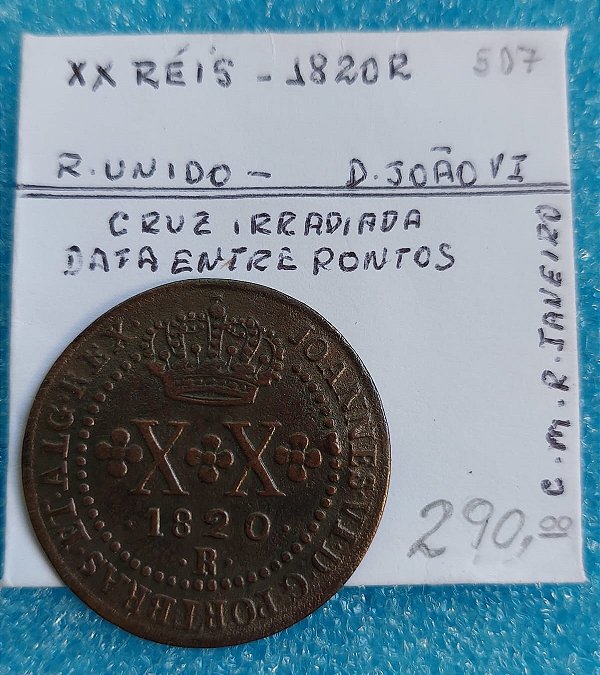 XX RÉIS - 1820R 507
R. UNIDO - D. JOÃO VI
CRUZ IRRADIADA
DATA ENTRE PONTOS
C.M.R. JANEIRO
290,00
JOANNES.VI.D.G.PORT.BRAS.ET.ALG.REX.
X X
·1820·
·R·